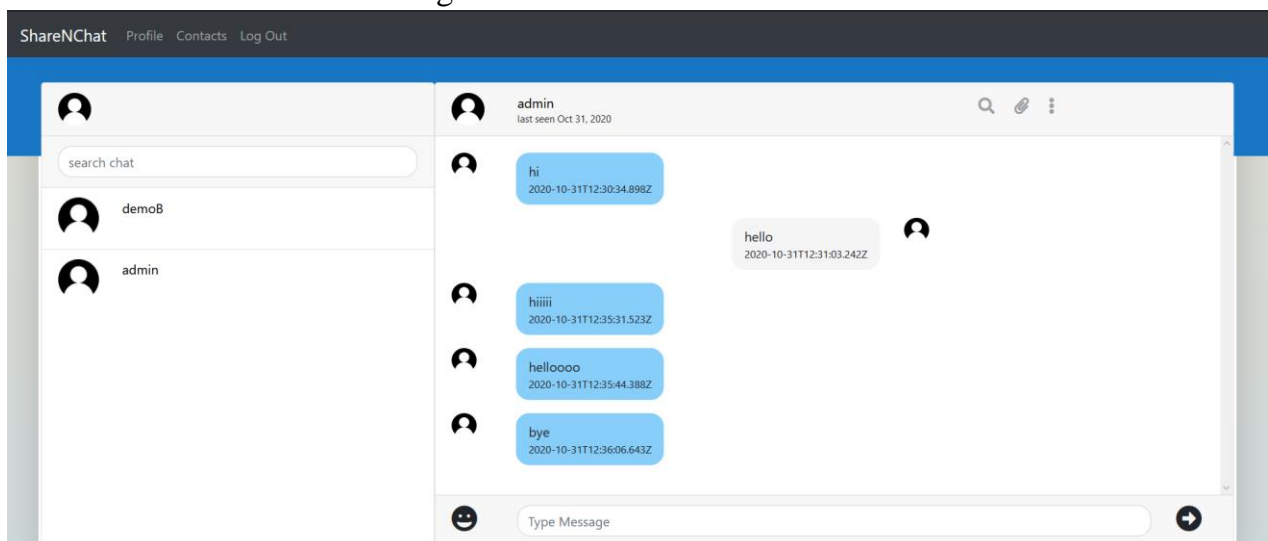 ShareNChat Profile Contacts Log Out
search chat
demoB
admin
admin
last seen Oct 31, 2020
hi
2020-10-31T12:30:34.898Z
hello
2020-10-31T12:31:03.242Z
hiiiii
2020-10-31T12:35:31.523Z
helloooo
2020-10-31T12:35:44.388Z
bye
2020-10-31T12:36:06.643Z
Type Message